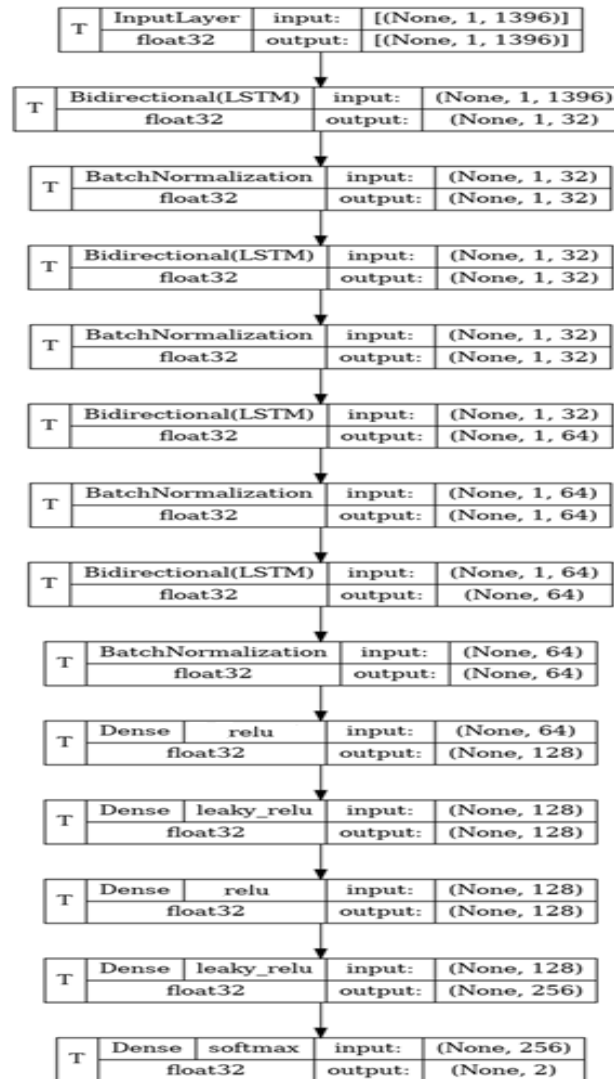 T InputLayer input: [(None, 1, 1396)]
float32 output: [(None, 1, 1396)]
T Bidirectional(LSTM) input: (None, 1, 1396)
float32 output: (None, 1, 32)
T BatchNormalization input: (None, 1, 32)
float32 output: (None, 1, 32)
T Bidirectional(LSTM) input: (None, 1, 32)
float32 output: (None, 1, 32)
T BatchNormalization input: (None, 1, 32)
float32 output: (None, 1, 32)
T Bidirectional(LSTM) input: (None, 1, 32)
float32 output: (None, 1, 64)
T BatchNormalization input: (None, 1, 64)
float32 output: (None, 1, 64)
T Bidirectional(LSTM) input: (None, 1, 64)
float32 output: (None, 64)
T BatchNormalization input: (None, 64)
float32 output: (None, 64)
T Dense relu input: (None, 64)
float32 output: (None, 128)
T Dense leaky_relu input: (None, 128)
float32 output: (None, 128)
T Dense relu input: (None, 128)
float32 output: (None, 128)
T Dense leaky_relu input: (None, 128)
float32 output: (None, 256)
T Dense softmax input: (None, 256)
float32 output: (None, 2)